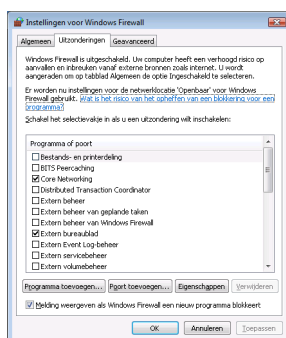 Instellingen voor Windows Firewall
Algemeen Uitzonderingen Geavanceerd
Windows Firewall is uitgeschakeld. Uw computer heeft een verhoogd risico op
aanvallen en inbreuken vanaf externe bronnen zoals internet. U wordt
aangeraden om op tabblad Algemeen de optie Ingeschakeld te selecteren.
Er worden nu instellingen voor de netwerklocatie 'Openbaar' voor Windows
Firewall gebruikt. Wat is het risico van het opheffen van een blokkering voor een
programma?
Schakel het selectievakje in als u een uitzondering wilt inschakelen:
Programma of poort
Bestands- en printerdeling
BITS Peercaching
Core Networking
Distributed Transaction Coordinator
Extern beheer
Extern beheer van geplande taken
Extern beheer van Windows Firewall
Extern bureaublad
Extern Event Log-beheer
Extern servicebeheer
Extern volumebeheer
Programma toevoegen... Poort toevoegen... Eigenschappen Verwijderen
Melding weergeven als Windows Firewall een nieuw programma blokkeert
OK Annuleren Toepassen